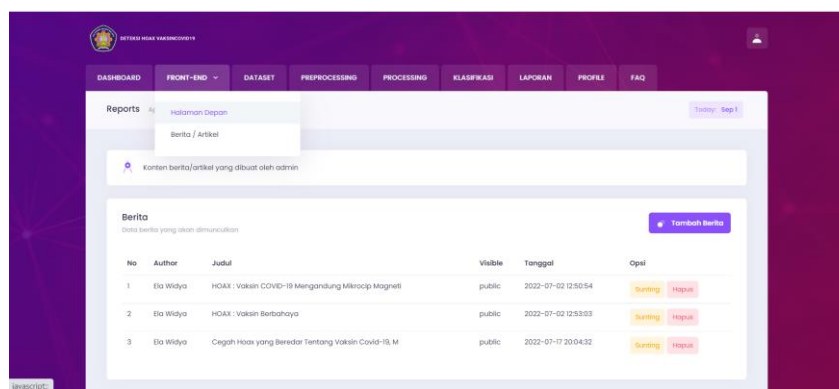 DETEKSI HOAX VAKSINCOVID19
DASHBOARD FRONT-END DATASET PREPROCESSING PROCESSING KLASIFIKASI LAPORAN PROFILE FAQ
Reports Today: Sep 1
Halaman Depan
Berita / Artikel
Konten berita/artikel yang dibuat oleh admin
Berita
Data berita yang akan dimunculkan
Tambah Berita
No Author Judul Visible Tanggal Opsi
1 Ela Widya HOAX : Vaksin COVID-19 Mengandung Mikrocip Magneti public 2022-07-02 12:50:54 Sunting Hapus
2 Ela Widya HOAX : Vaksin Berbahaya public 2022-07-02 12:53:03 Sunting Hapus
3 Ela Widya Cegah Hoax yang Beredar Tentang Vaksin Covid-19, M public 2022-07-17 20:04:32 Sunting Hapus
javascript:;